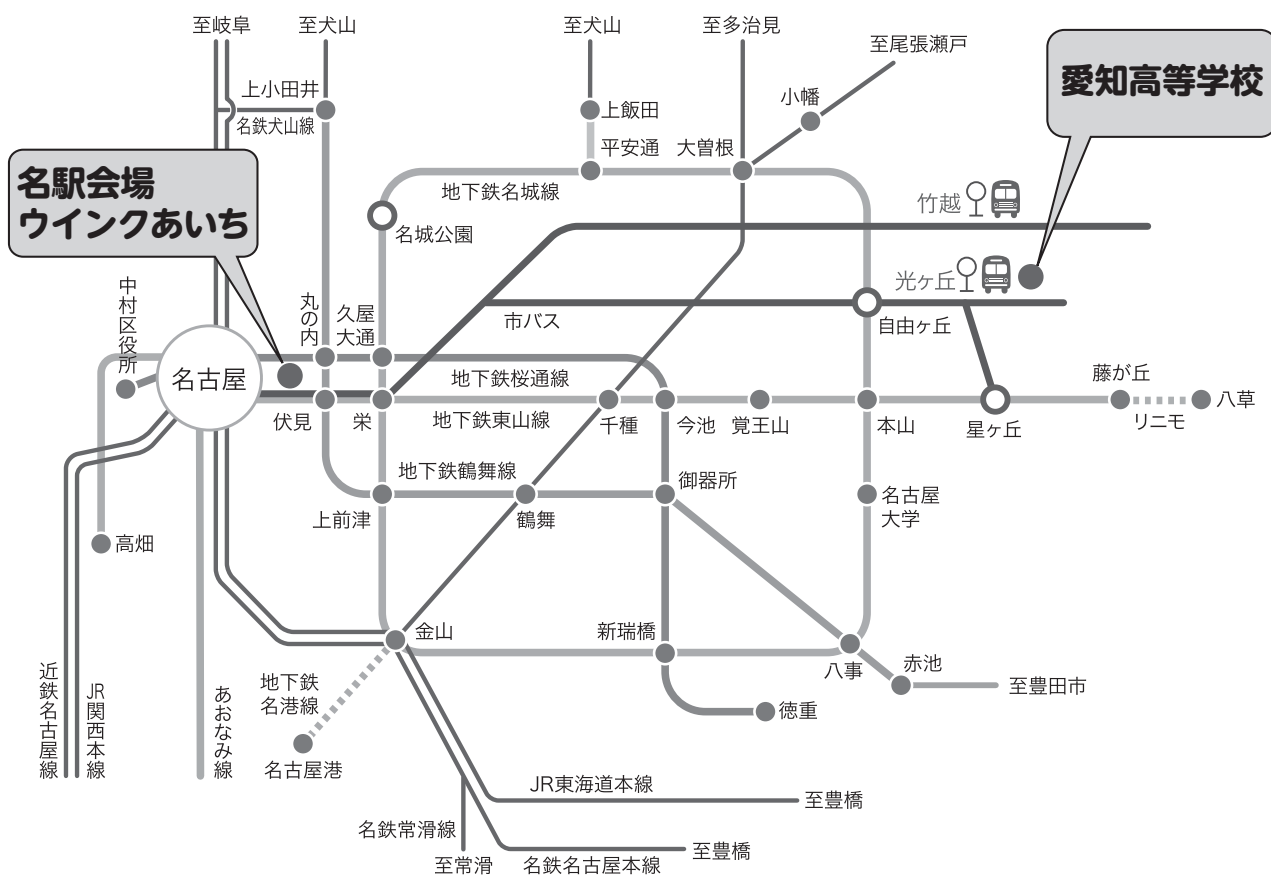 至岐阜
至犬山
至犬山
至多治見
至尾張瀬戸
愛知高等学校
上小田井
名鉄犬山線
上飯田
小幡
平安通
大曽根
名駅会場
ウインクあいち
地下鉄名城線
竹越
名城公園
光ヶ丘
中村区役所
丸の内
久屋
大通
市バス
自由ヶ丘
名古屋
地下鉄桜通線
藤が丘
伏見
栄
地下鉄東山線
千種
今池
覚王山
本山
星ヶ丘
リニモ
八草
地下鉄鶴舞線
御器所
名古屋
大学
上前津
鶴舞
高畑
金山
新瑞橋
八事
赤池
至豊田市
近鉄名古屋線
JR関西本線
あおなみ線
地下鉄
名港線
徳重
名古屋港
JR東海道本線
至豊橋
名鉄常滑線
至常滑
名鉄名古屋本線
至豊橋